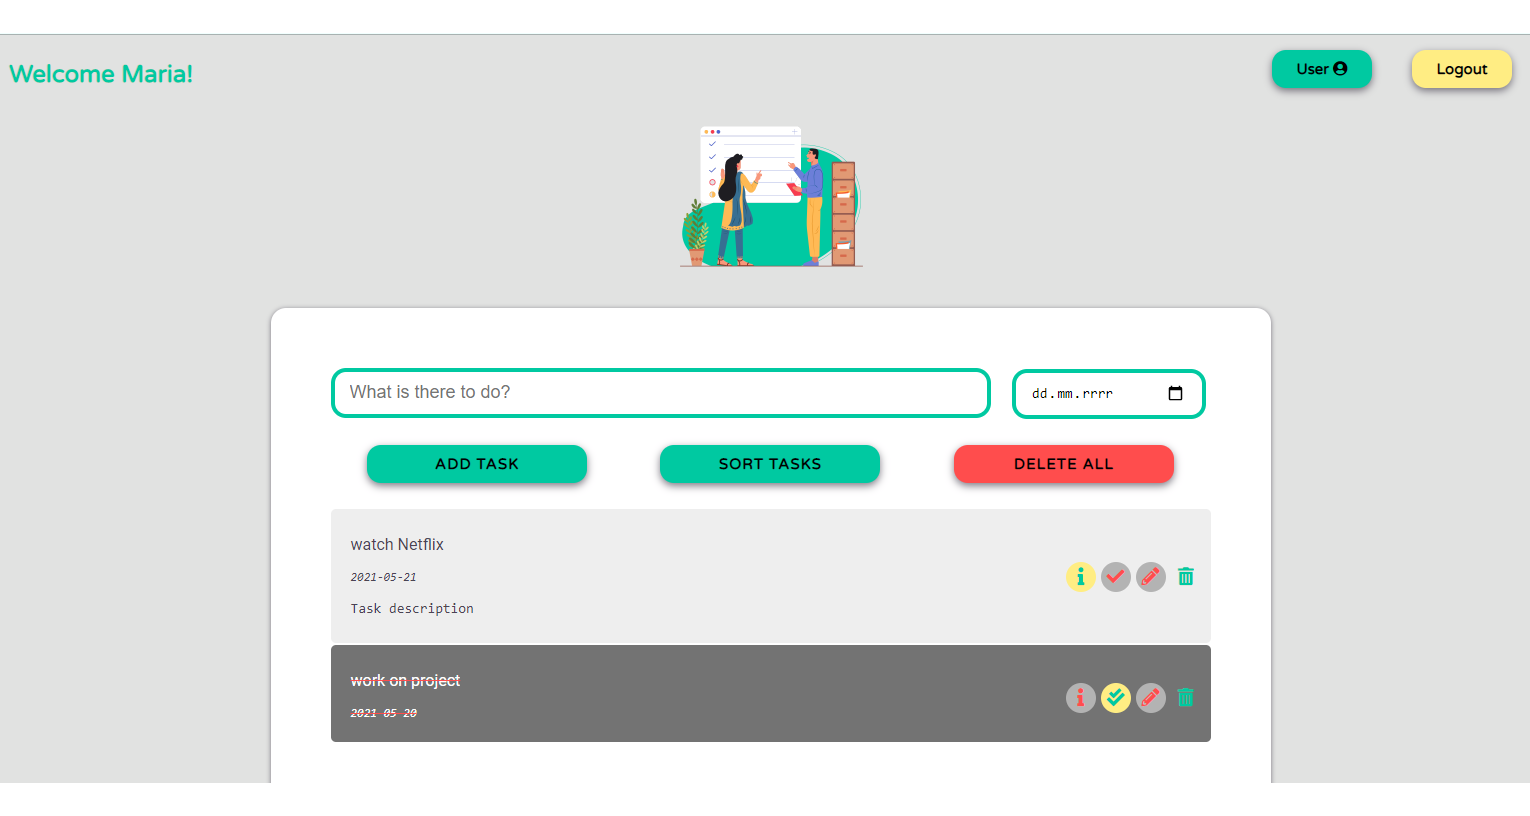 Welcome Maria!
User
Logout
What is there to do?
dd.mm.rrrr
ADD TASK
SORT TASKS
DELETE ALL
watch Netflix
2021-05-21
Task description
work on project
2021 05 20